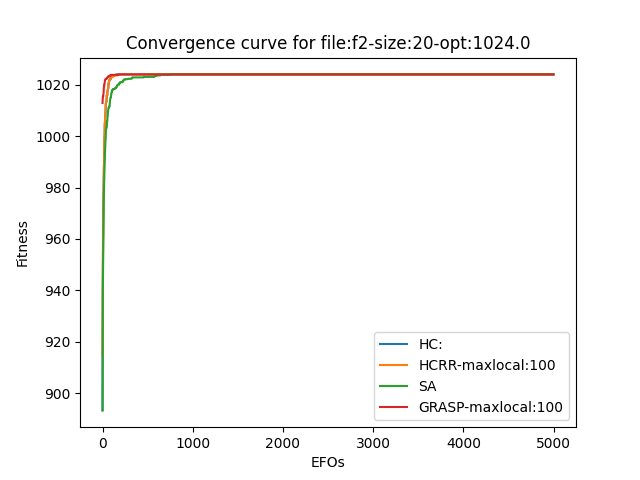 Convergence curve for file:f2-size:20-opt:1024.0
1020
1000
980
960
940
920
900
Fitness
0 1000 2000 3000 4000 5000
EFOs
HC:
HCRR-maxlocal:100
SA
GRASP-maxlocal:100